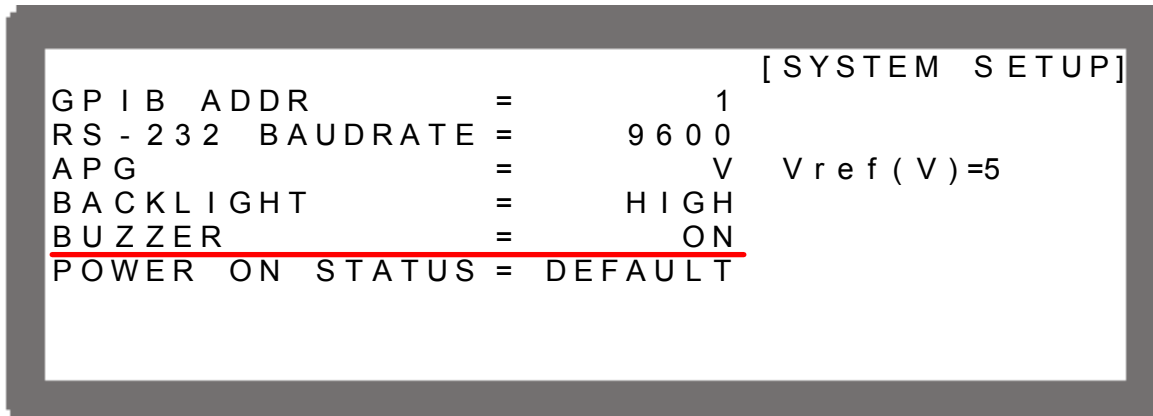 [SYSTEM SETUP]
GPIB ADDR = 1
RS-232 BAUDRATE = 9600
APG = V Vref(V)=5
BACKLIGHT = HIGH
BUZZER = ON
POWER ON STATUS = DEFAULT